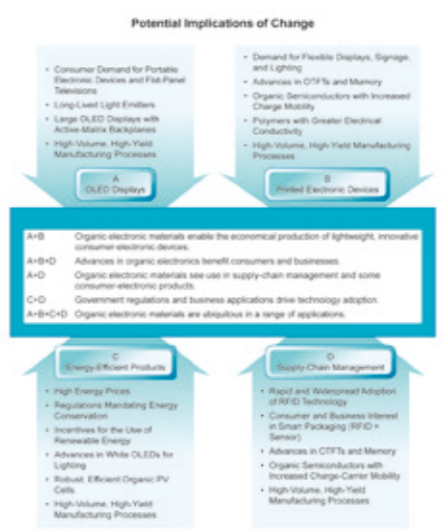 Potential Implications of Change
• Consumer Demand for Portable
Electronic Devices and Flat-Panel
Televisions
• Long-Lived Light Emitters
• Large OLED Displays with
Active-Matrix Backplanes
• High-Volume, High-Yield
Manufacturing Processes
A
OLED Displays
• Demand for Flexible Displays, Signage,
and Lighting
• Advances in OTFTs and Memory
• Organic Semiconductors with Increased
Charge Mobility
• Polymers with Greater Electrical
Conductivity
• High-Volume, High-Yield Manufacturing
Processes
B
Printed Electronic Devices
A+B Organic electronic materials enable the economical production of lightweight, innovative
consumer-electronic devices.
A+B+D Advances in organic electronics benefit consumers and businesses.
A+D Organic electronic materials see use in supply-chain management and some
consumer-electronic products.
C+D Government regulations and business applications drive technology adoption.
A+B+C+D Organic electronic materials are ubiquitous in a range of applications.
C
Energy-Efficient Products
• High Energy Prices
• Regulations Mandating Energy
Conservation
• Incentives for the Use of
Renewable Energy
• Advances in White OLEDs for
Lighting
• Robust, Efficient Organic PV
Cells
• High-Volume, High-Yield
Manufacturing Processes
D
Supply-Chain Management
• Rapid and Widespread Adoption
of RFID Technology
• Consumer and Business Interest
in Smart Packaging (RFID +
Sensor)
• Advances in OTFTs and Memory
• Organic Semiconductors with
Increased Charge-Carrier Mobility
• High-Volume, High-Yield
Manufacturing Processes